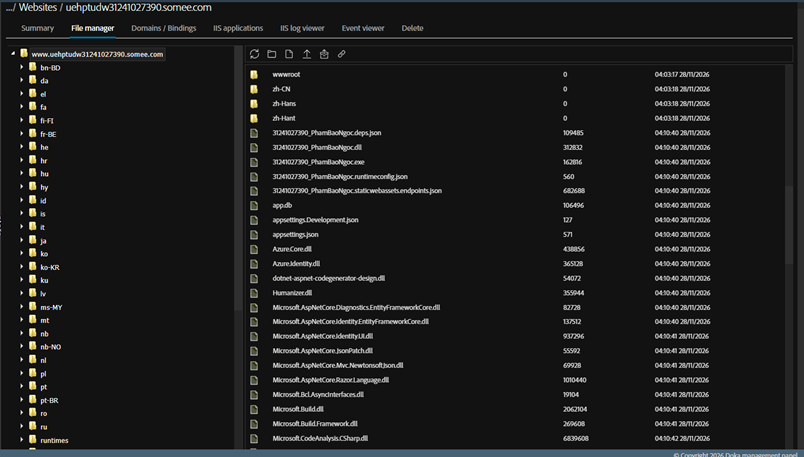 .../ Websites / uehptudw31241027390.somee.com
Summary File manager Domains / Bindings IIS applications IIS log viewer Event viewer Delete
www.uehptudw31241027390.somee.com
bn-BD
da
el
fa
fi-FI
fr-BE
he
hr
hu
hy
id
is
it
ja
ko
ko-KR
ku
lv
ms-MY
mt
nb
nb-NO
nl
pl
pt
pt-BR
ro
ru
runtimes
wwwroot 0 04:03:17 28/11/2026
zh-CN 0 04:03:18 28/11/2026
zh-Hans 0 04:03:18 28/11/2026
zh-Hant 0 04:03:18 28/11/2026
31241027390_PhamBaoNgoc.deps.json 109485 04:10:40 28/11/2026
31241027390_PhamBaoNgoc.dll 312832 04:10:40 28/11/2026
31241027390_PhamBaoNgoc.exe 162816 04:10:40 28/11/2026
31241027390_PhamBaoNgoc.runtimeconfig.json 560 04:10:40 28/11/2026
31241027390_PhamBaoNgoc.staticwebassets.endpoints.json 682688 04:10:40 28/11/2026
app.db 106496 04:10:40 28/11/2026
appsettings.Development.json 127 04:10:40 28/11/2026
appsettings.json 571 04:10:40 28/11/2026
Azure.Core.dll 438856 04:10:40 28/11/2026
Azure.Identity.dll 365128 04:10:40 28/11/2026
dotnet-aspnet-codegenerator-design.dll 54072 04:10:40 28/11/2026
Humanizer.dll 355944 04:10:40 28/11/2026
Microsoft.AspNetCore.Diagnostics.EntityFrameworkCore.dll 82728 04:10:40 28/11/2026
Microsoft.AspNetCore.Identity.EntityFrameworkCore.dll 137512 04:10:40 28/11/2026
Microsoft.AspNetCore.Identity.UI.dll 937296 04:10:41 28/11/2026
Microsoft.AspNetCore.JsonPatch.dll 55592 04:10:41 28/11/2026
Microsoft.AspNetCore.Mvc.NewtonsoftJson.dll 69928 04:10:41 28/11/2026
Microsoft.AspNetCore.Razor.Language.dll 1010440 04:10:41 28/11/2026
Microsoft.Bcl.AsyncInterfaces.dll 19104 04:10:41 28/11/2026
Microsoft.Build.dll 2062104 04:10:41 28/11/2026
Microsoft.Build.Framework.dll 269608 04:10:41 28/11/2026
Microsoft.CodeAnalysis.CSharp.dll 6839608 04:10:42 28/11/2026
© Copyright 2026 Doka management panel